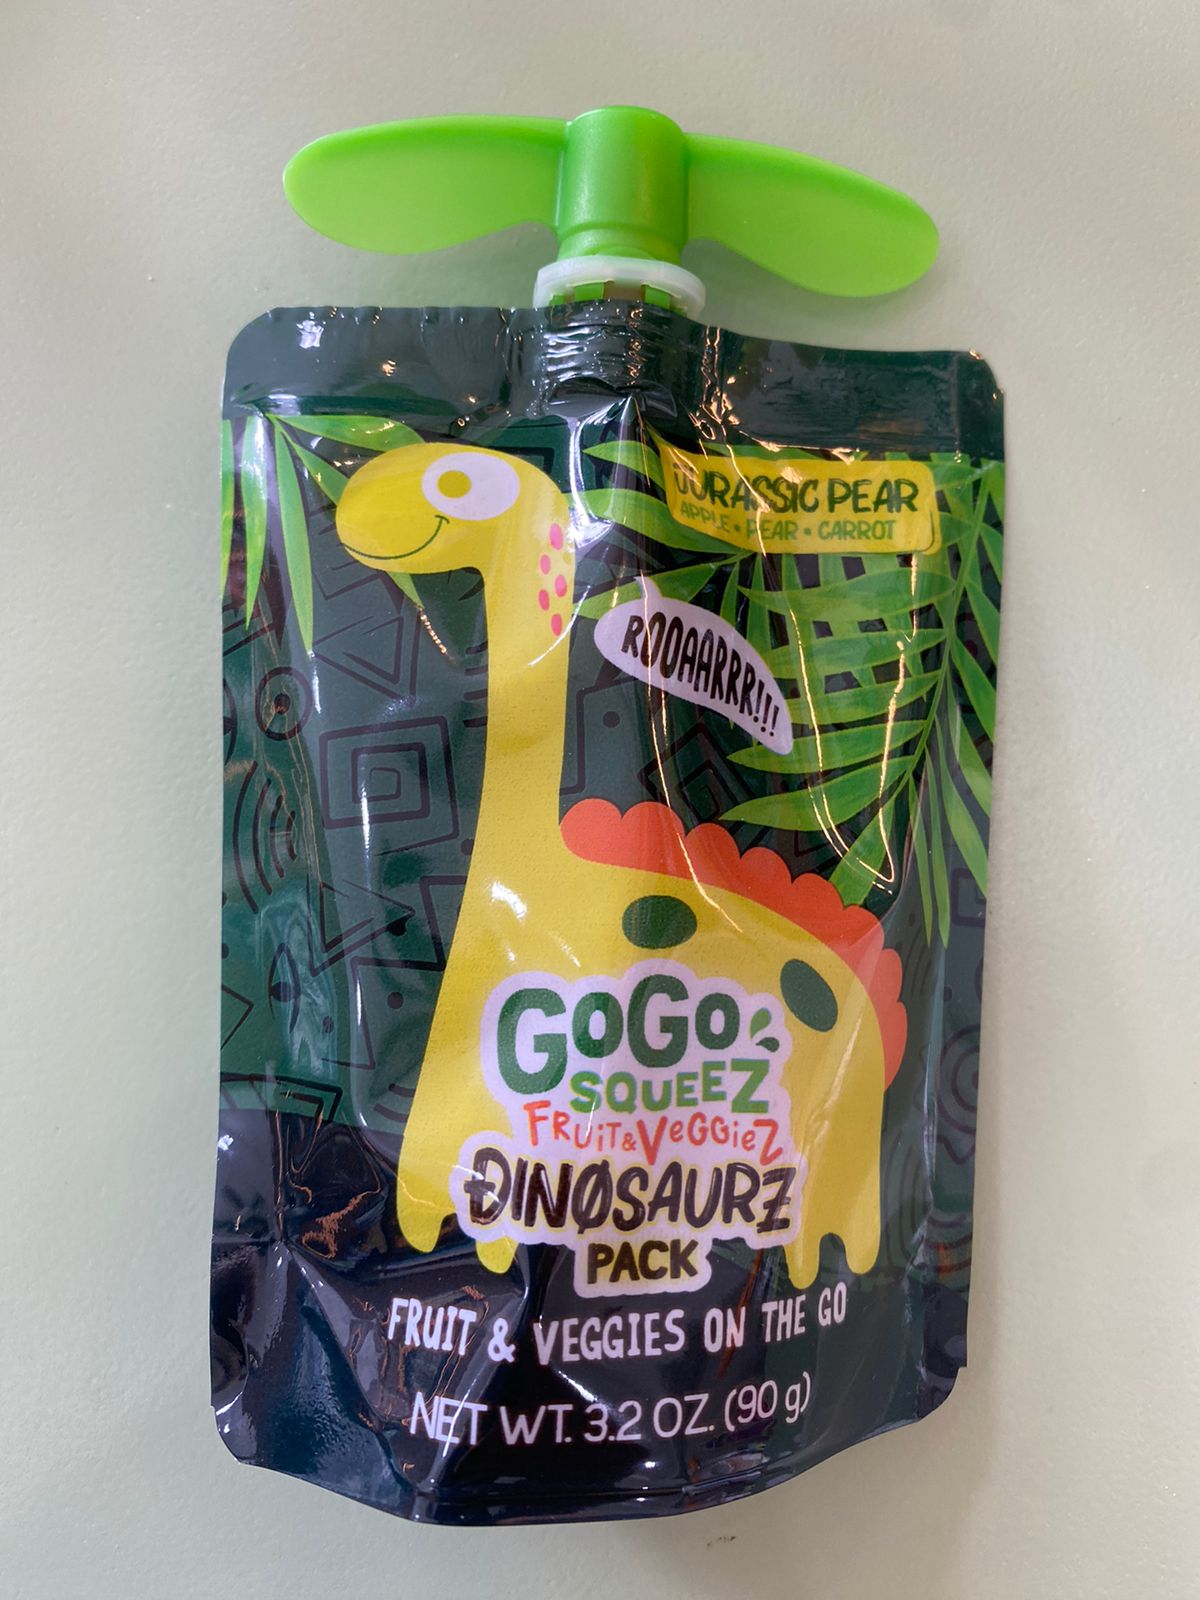 JURASSIC PEAR
APPLE • PEAR • CARROT
ROOAARRR!!!
GOGO
SQUEEZ
FRUiT&VeGGieZ
ĐINØSAURZ
PACK
FRUIT & VEGGIES ON THE GO
NET WT. 3.2 OZ. (90 g)